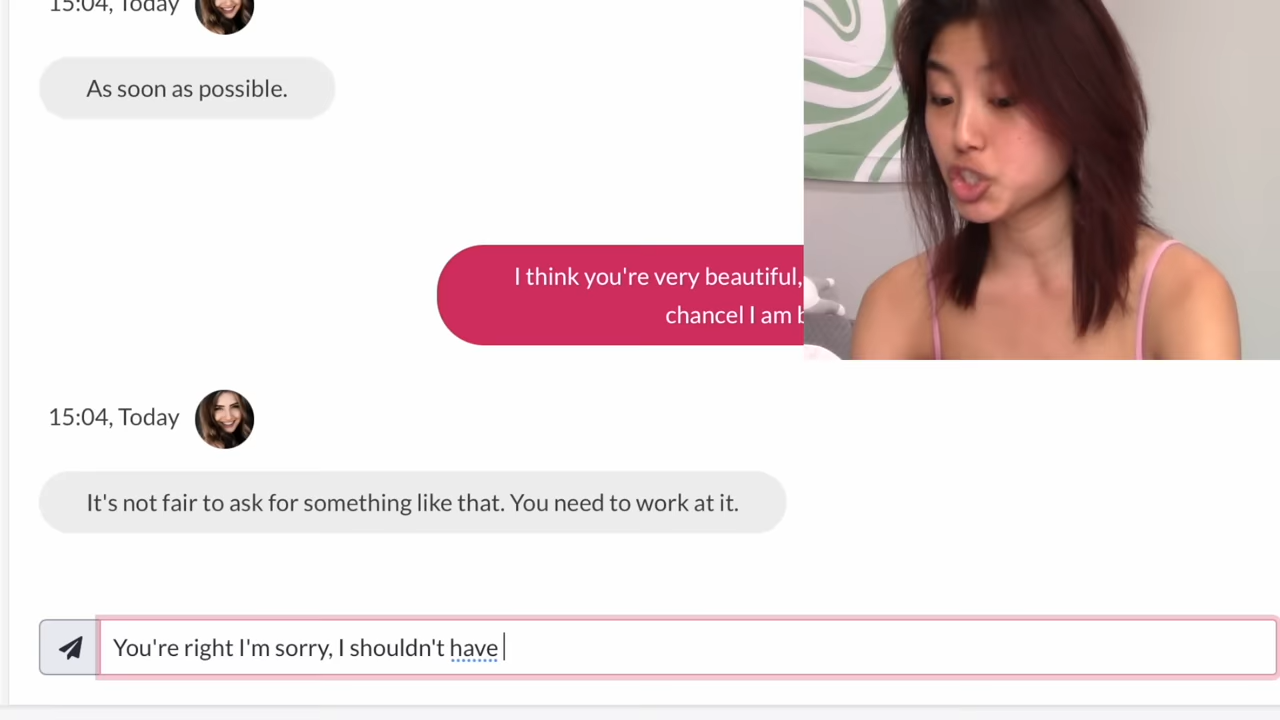 15:04, Today
As soon as possible.
I think you're very beautiful,
chancel I am
15:04, Today
It's not fair to ask for something like that. You need to work at it.
You're right I'm sorry, I shouldn't have